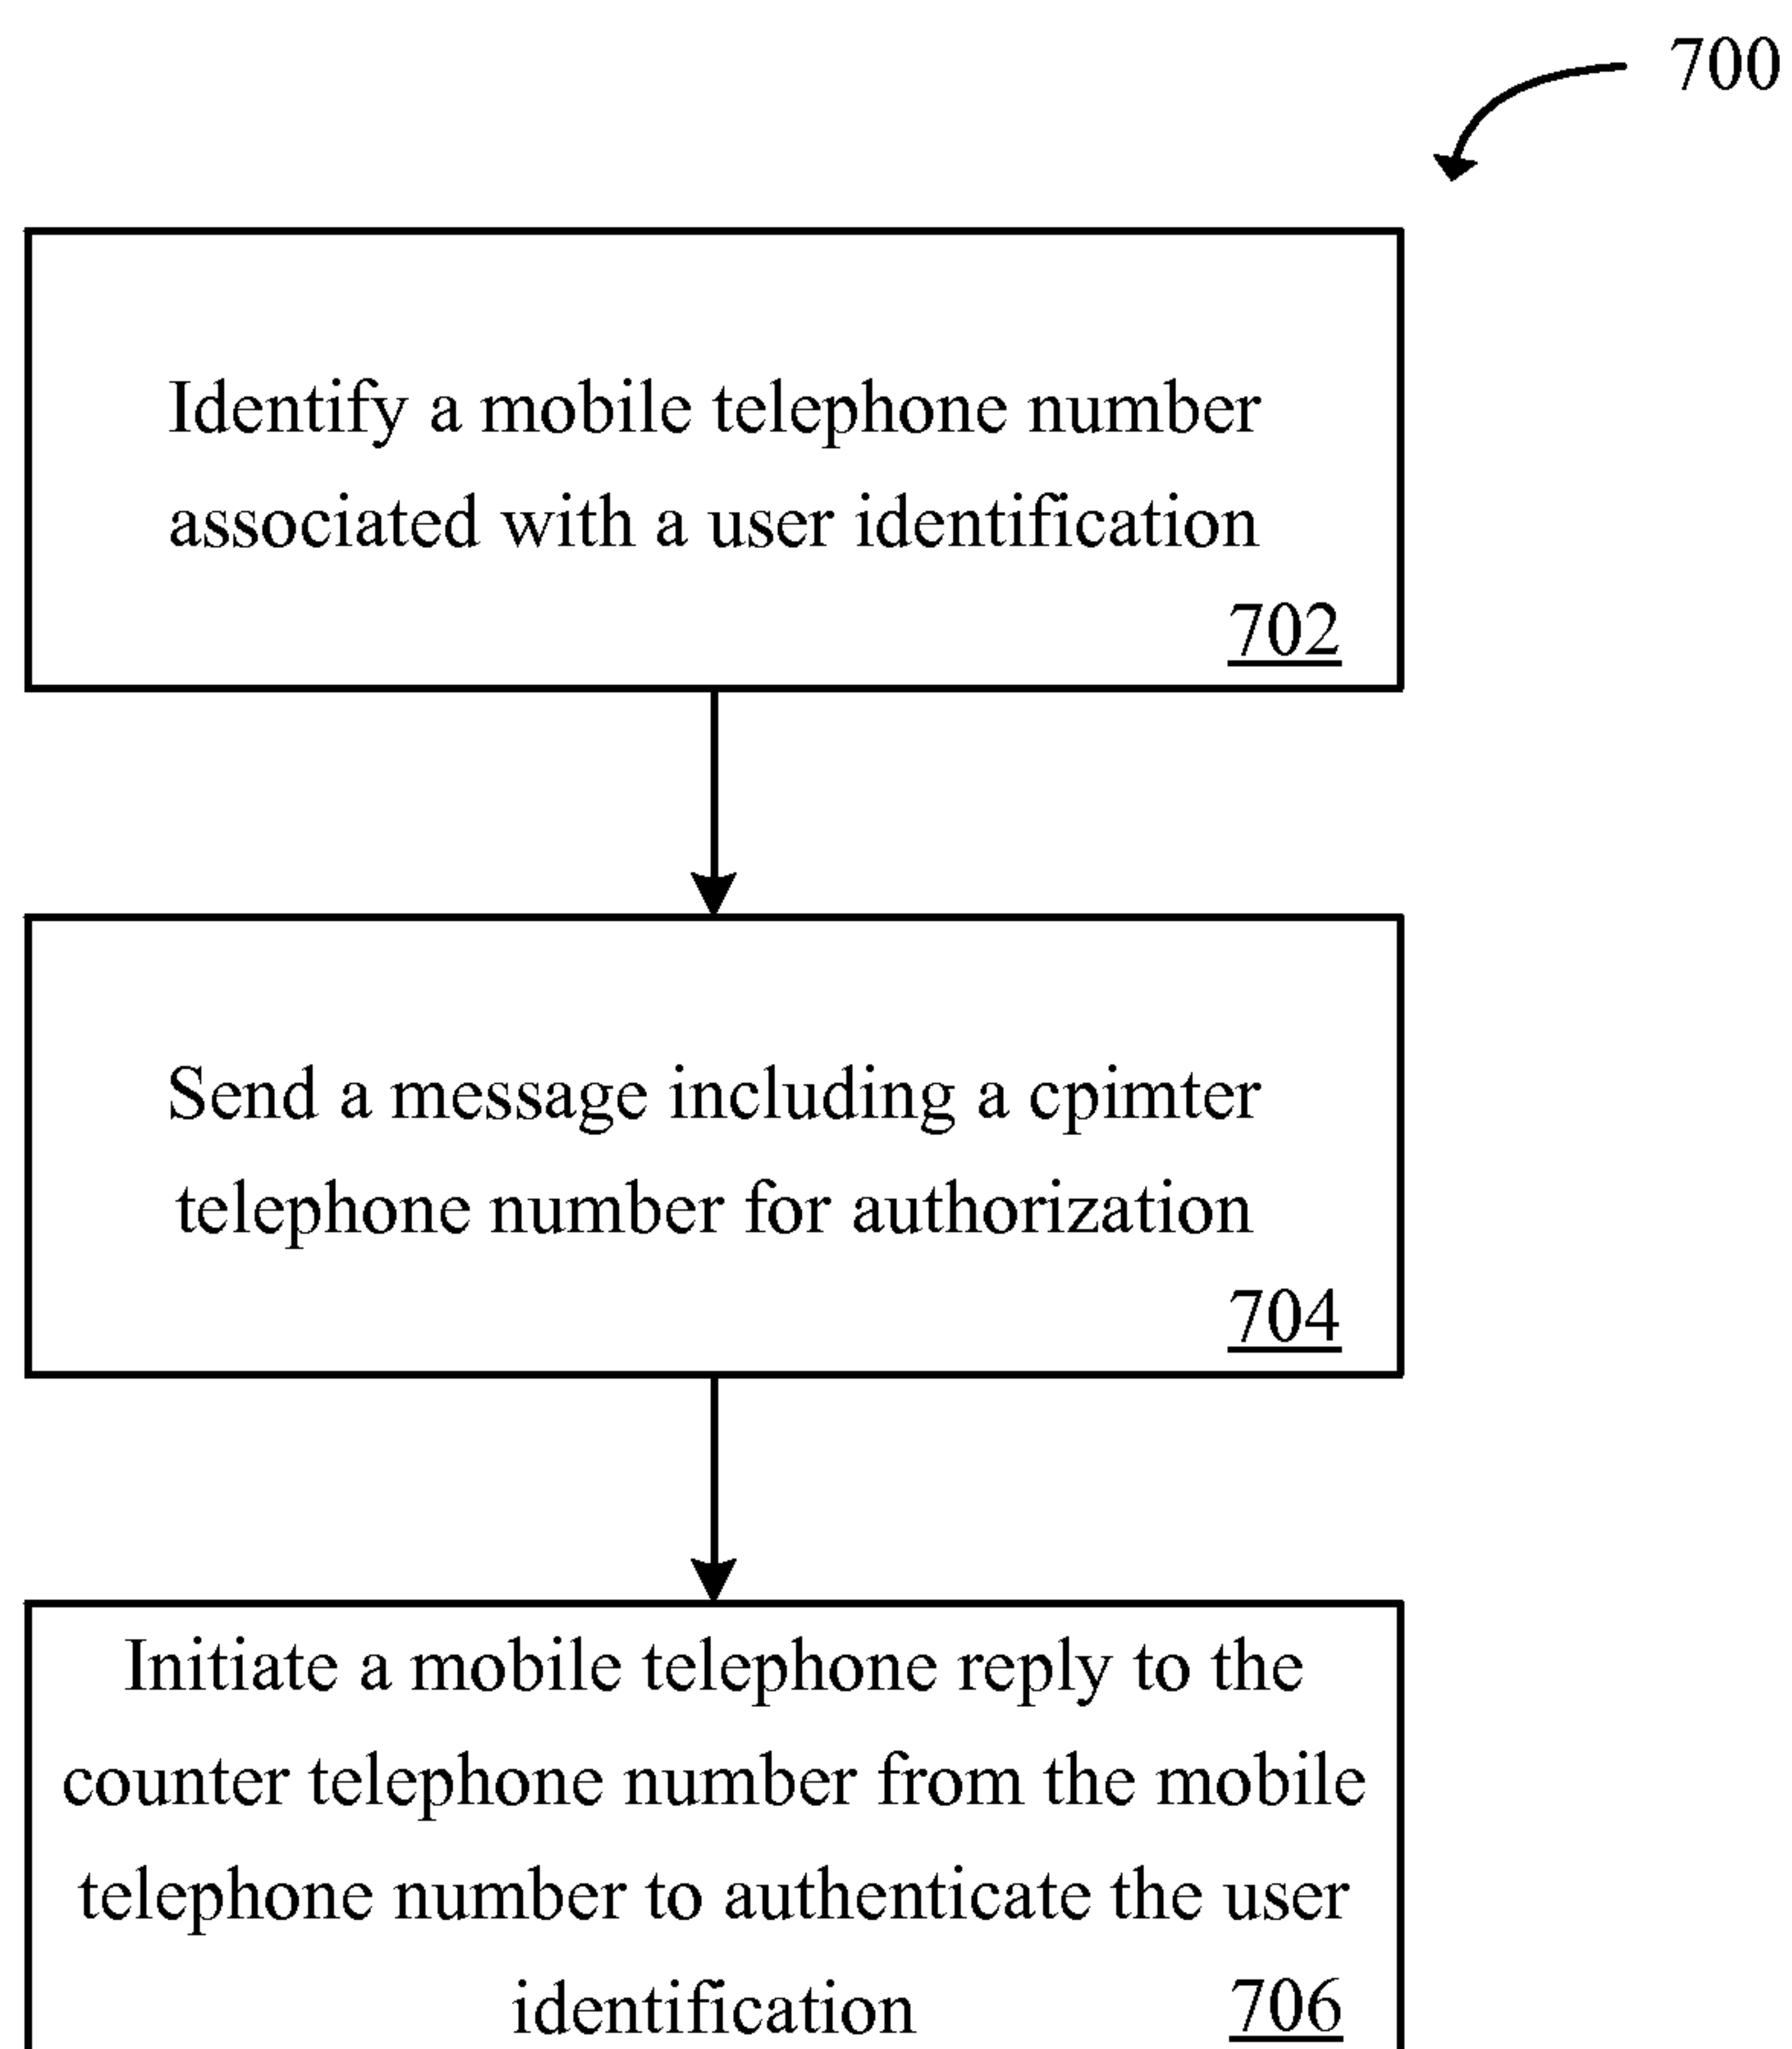 700
Identify a mobile telephone number
associated with a user identification
702
Send a message including a cpimter
telephone number for authorization
704
Initiate a mobile telephone reply to the
counter telephone number from the mobile
telephone number to authenticate the user
identification 706